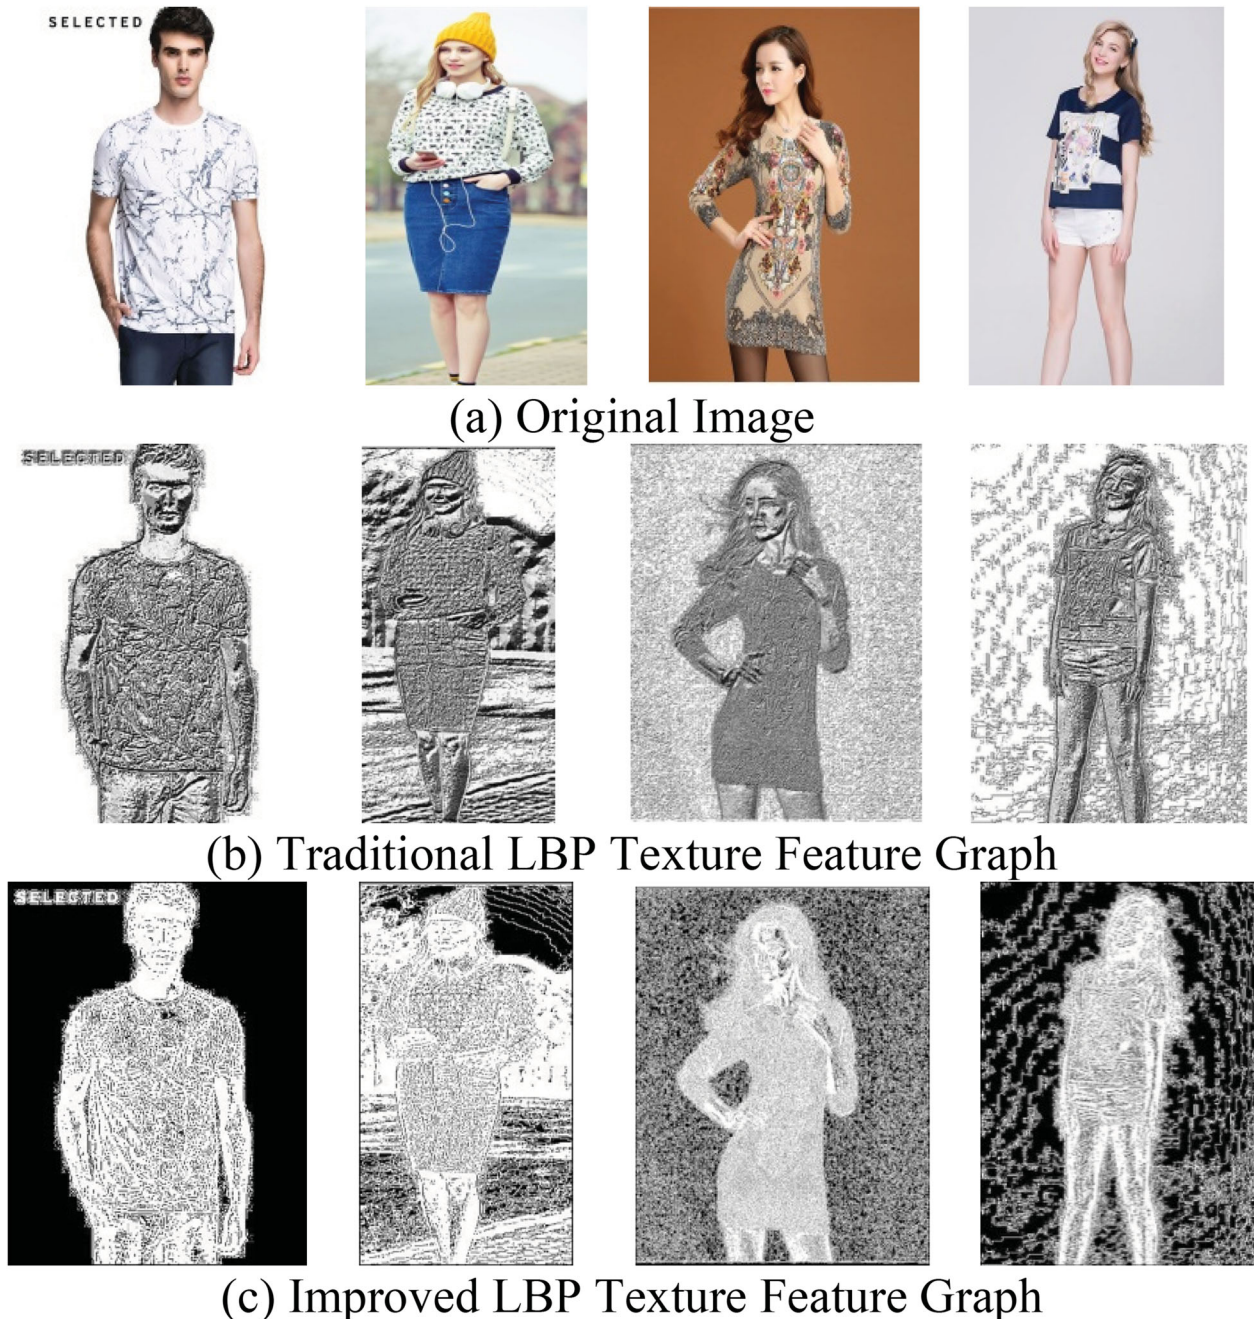 SELECTED
(a) Original Image
SELECTED
(b) Traditional LBP Texture Feature Graph
SELECTED
(c) Improved LBP Texture Feature Graph